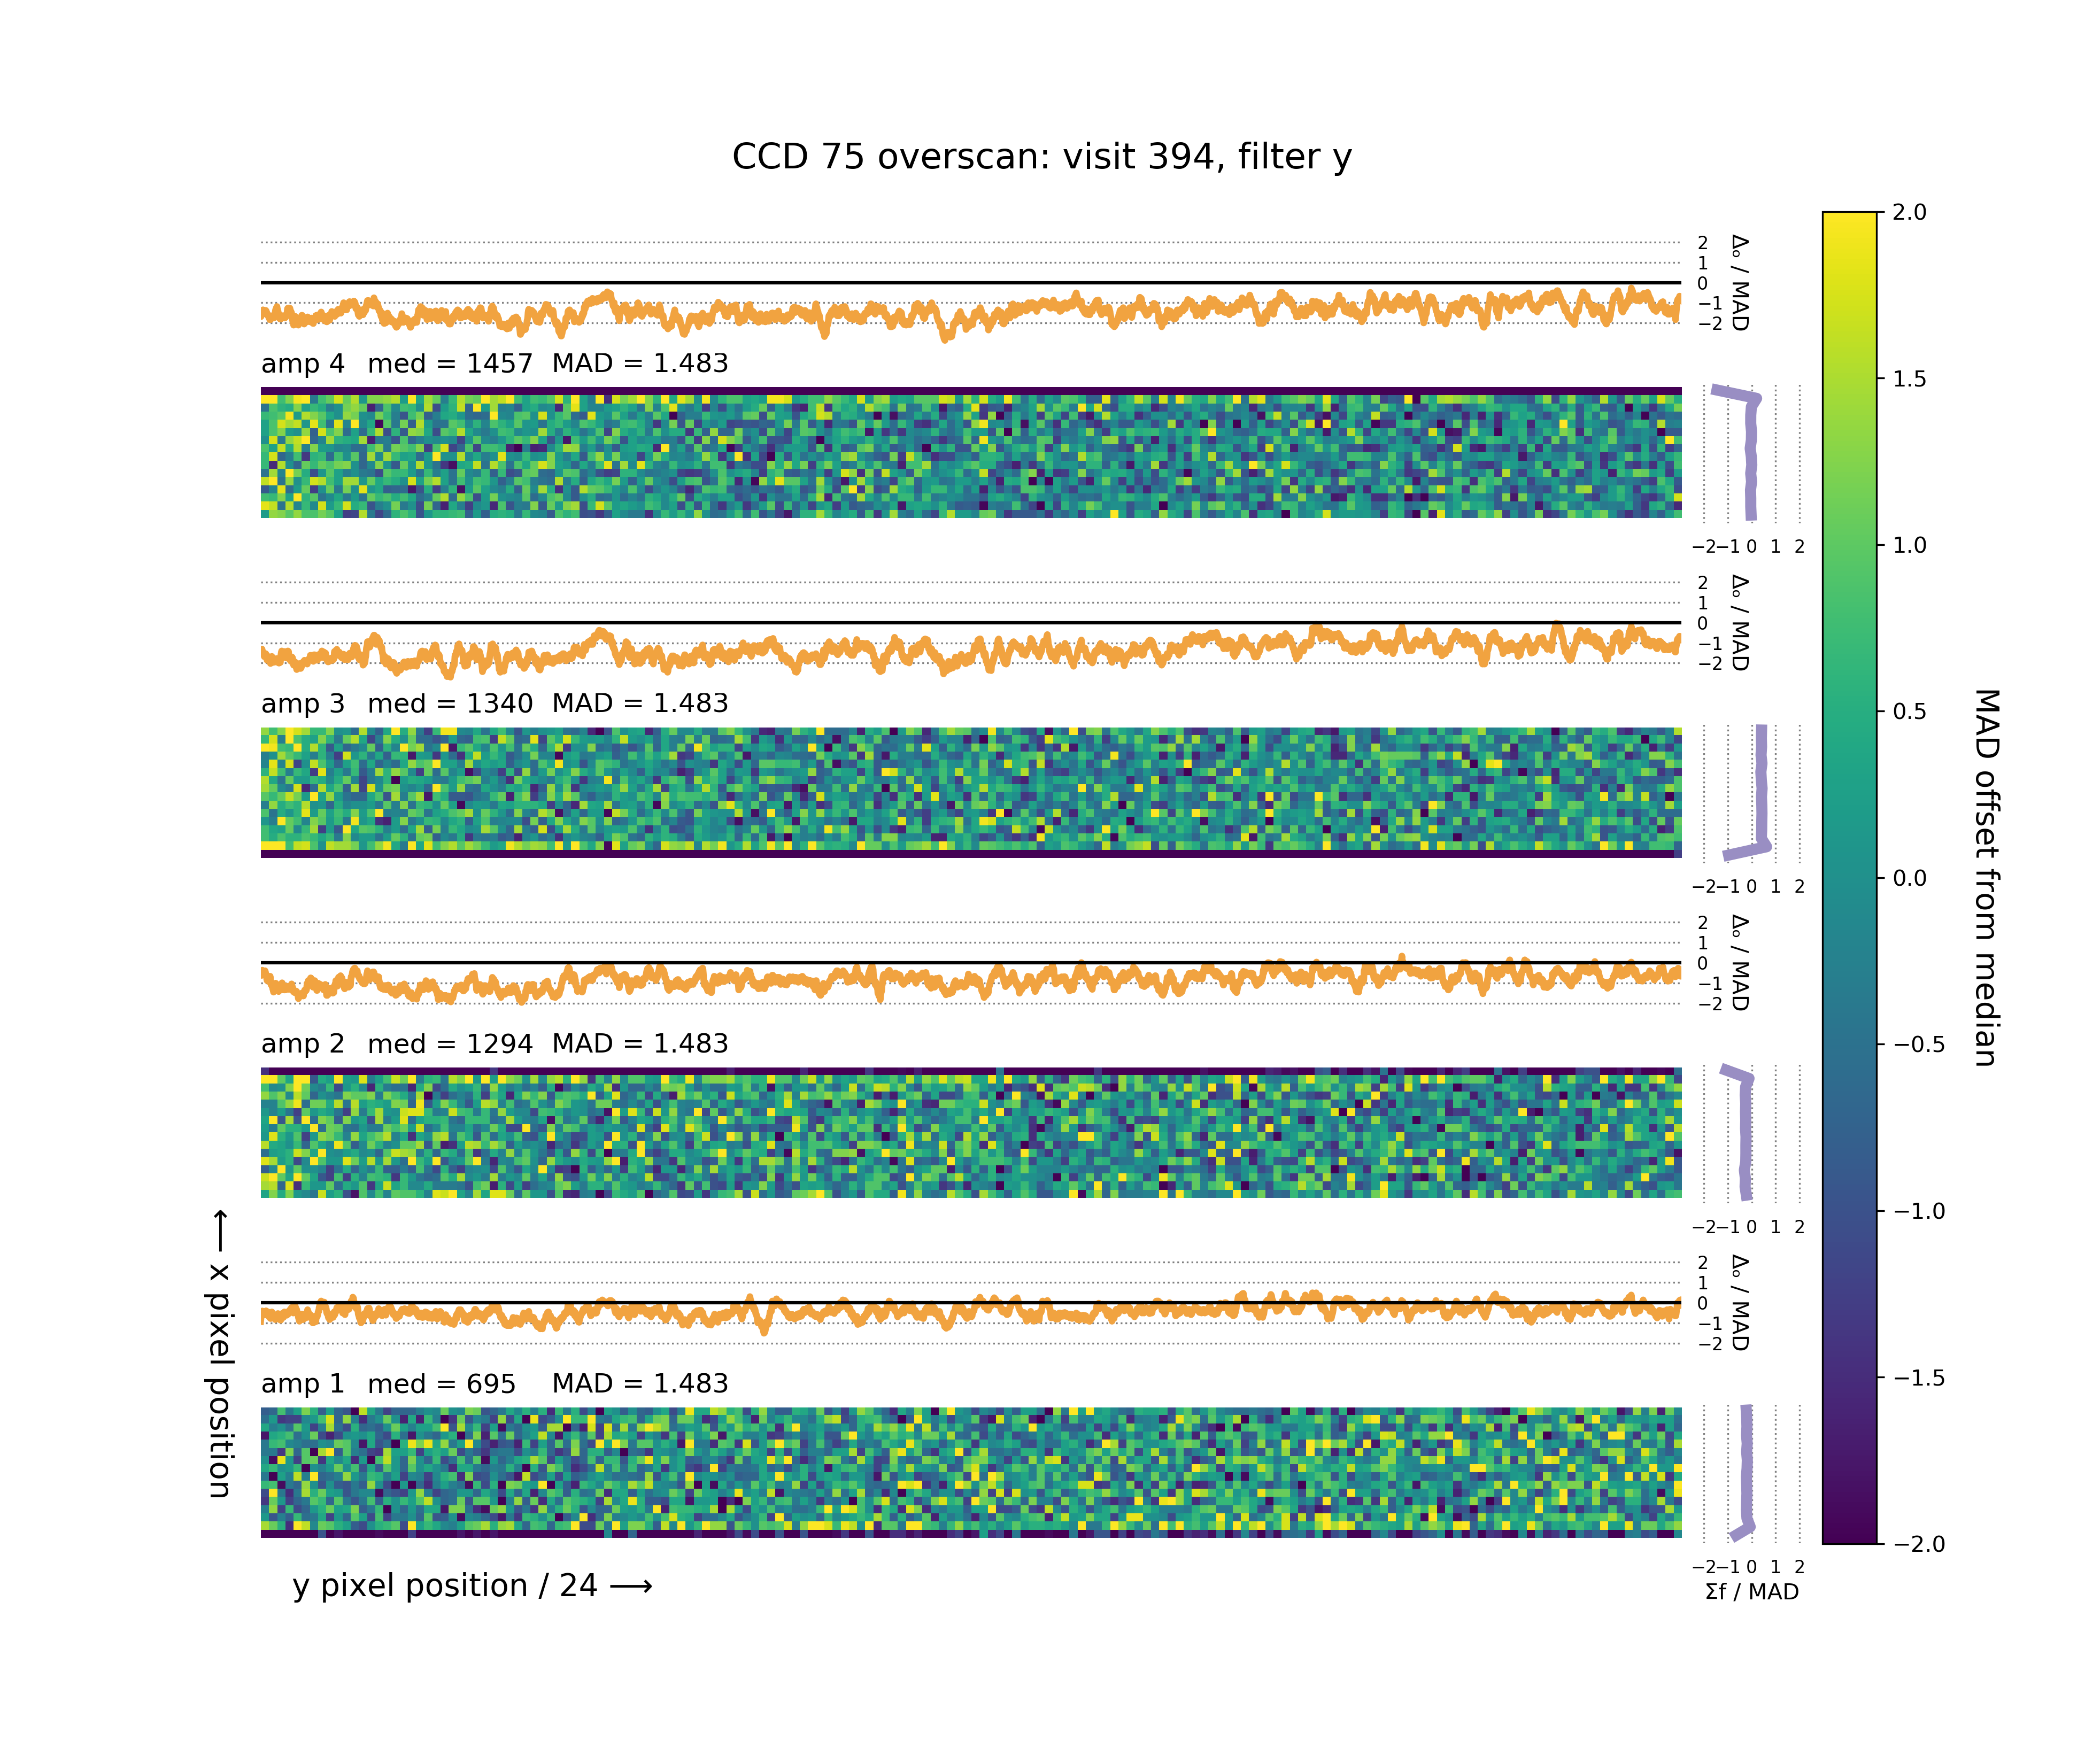 CCD 75 overscan: visit 394, filter y
2
1
0
−1
−2
Δₒ / MAD
amp 4 med = 1457 MAD = 1.483
−2 −1 0 1 2
2
1
0
−1
−2
Δₒ / MAD
amp 3 med = 1340 MAD = 1.483
−2 −1 0 1 2
2
1
0
−1
−2
Δₒ / MAD
amp 2 med = 1294 MAD = 1.483
−2 −1 0 1 2
2
1
0
−1
−2
Δₒ / MAD
amp 1 med = 695 MAD = 1.483
−2 −1 0 1 2
Σf / MAD
x pixel position ⟶
y pixel position / 24 ⟶
2.0
1.5
1.0
0.5
0.0
−0.5
−1.0
−1.5
−2.0
MAD offset from median